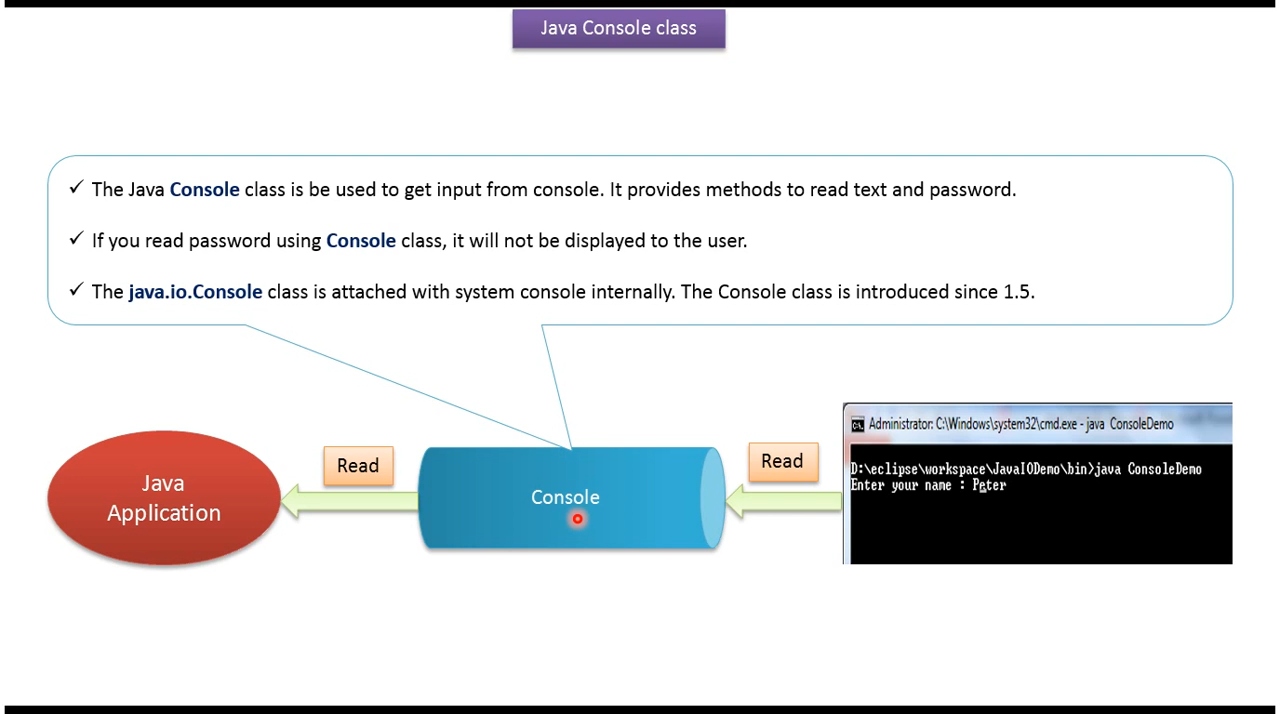 Java Console class
✓ The Java Console class is be used to get input from console. It provides methods to read text and password.
✓ If you read password using Console class, it will not be displayed to the user.
✓ The java.io.Console class is attached with system console internally. The Console class is introduced since 1.5.
Java
Application
Read
Console
Read
Administrator: C:\Windows\system32\cmd.exe - java ConsoleDemo
D:\eclipse\workspace\JavaIODemo\bin>java ConsoleDemo
Enter your name : Peter